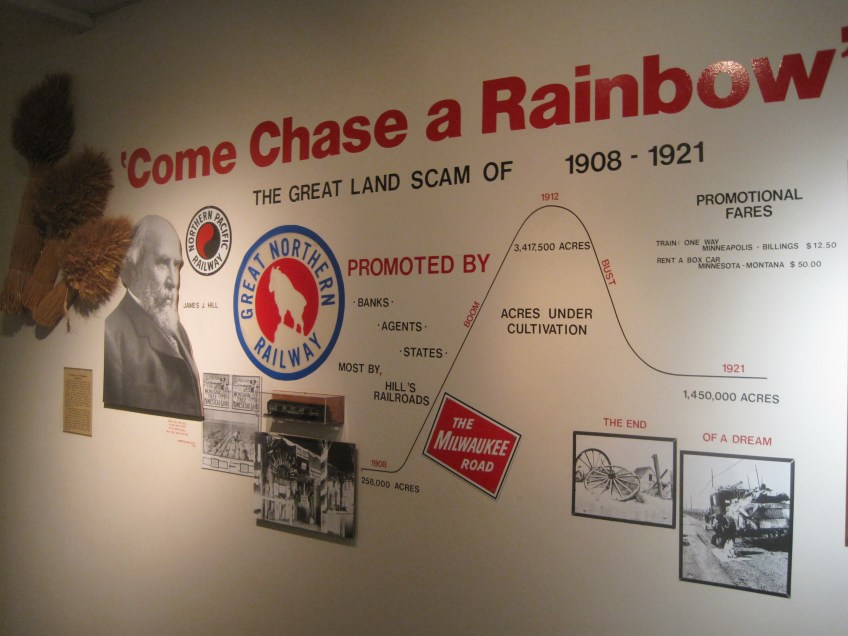 'Come Chase a Rainbow'
THE GREAT LAND SCAM OF 1908 - 1921
NORTHERN PACIFIC
RAILWAY
JAMES J. HILL
GREAT NORTHERN
RAILWAY
PROMOTED BY
· BANKS ·
· AGENTS ·
· STATES ·
MOST BY,
HILL'S
RAILROADS
1908
258,000 ACRES
BOOM
1912
3,417,500 ACRES
ACRES UNDER
CULTIVATION
BUST
1921
1,450,000 ACRES
THE
MILWAUKEE
ROAD
PROMOTIONAL
FARES
TRAIN: ONE WAY
MINNEAPOLIS - BILLINGS $ 12.50
RENT A BOX CAR
MINNESOTA - MONTANA $ 50.00
THE END
OF A DREAM